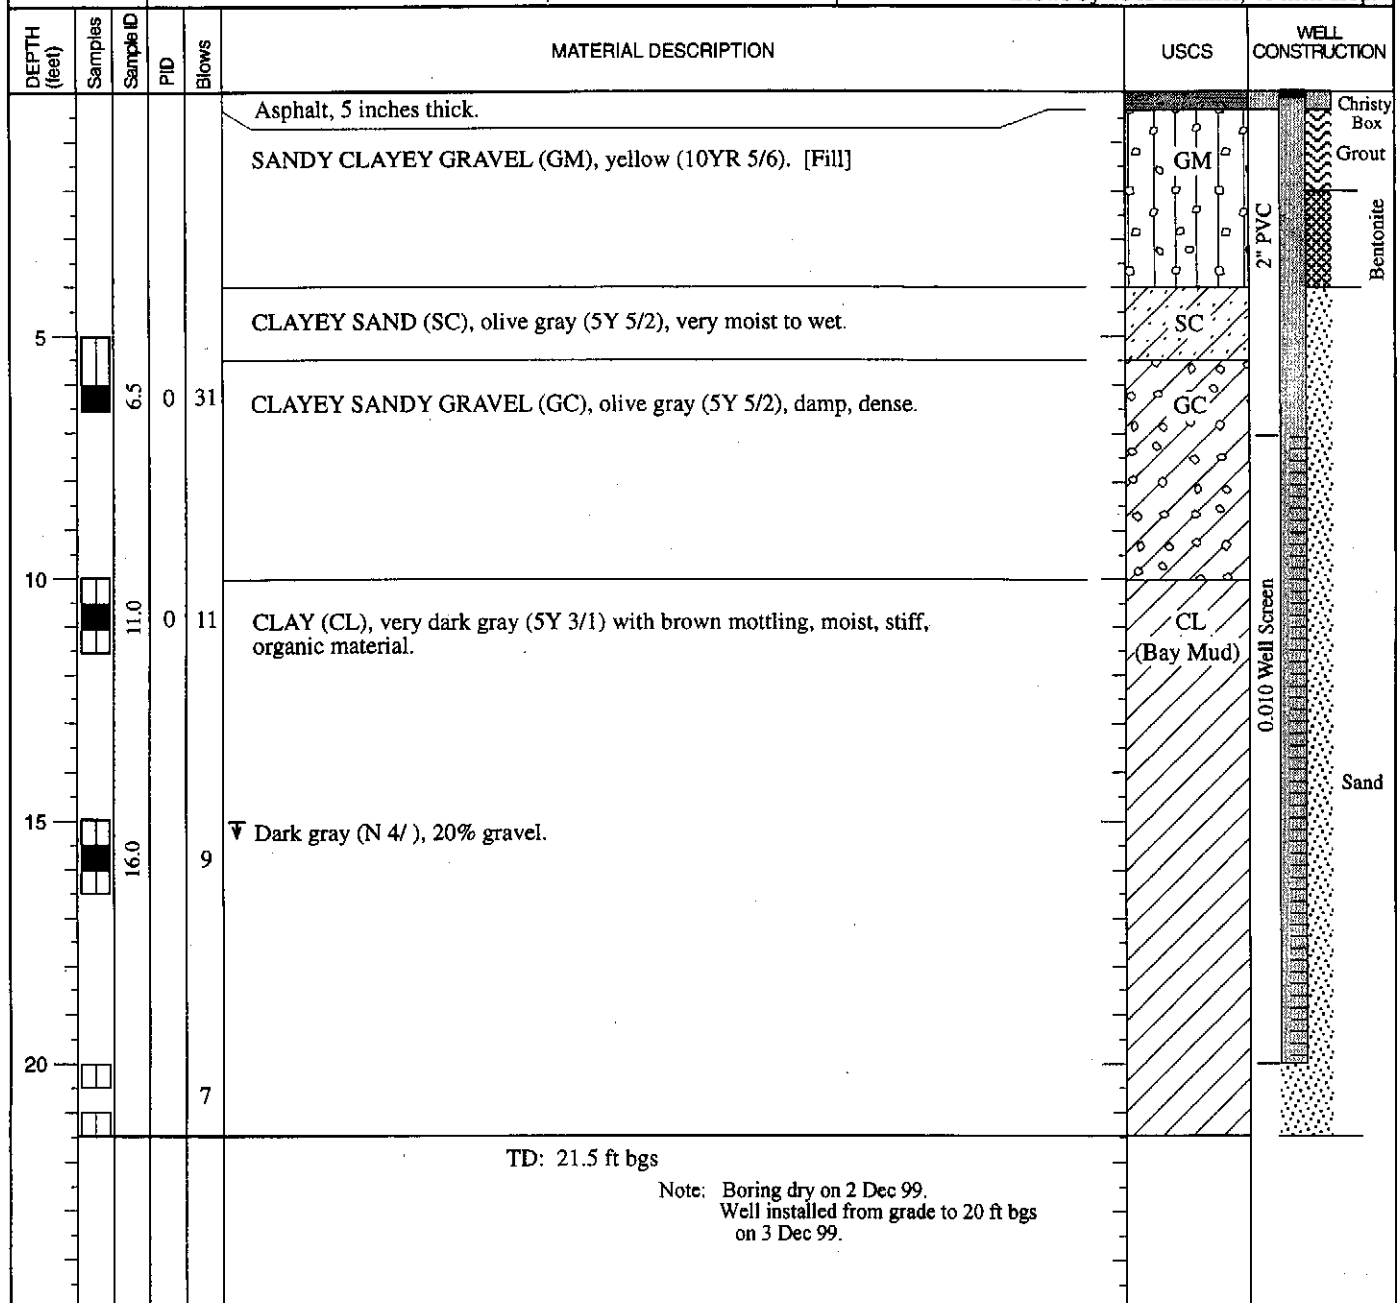 DEPTH (feet)
Samples
Sample ID
PID
Blows
MATERIAL DESCRIPTION
USCS
WELL
CONSTRUCTION
Asphalt, 5 inches thick.
Christy
Box
SANDY CLAYEY GRAVEL (GM), yellow (10YR 5/6). [Fill]
GM
Grout
2" PVC
Bentonite
CLAYEY SAND (SC), olive gray (5Y 5/2), very moist to wet.
SC
5
6.5
0
31
CLAYEY SANDY GRAVEL (GC), olive gray (5Y 5/2), damp, dense.
GC
10
11.0
0
11
CLAY (CL), very dark gray (5Y 3/1) with brown mottling, moist, stiff,
organic material.
CL
(Bay Mud)
0.010 Well Screen
Sand
15
16.0
9
Dark gray (N 4/ ), 20% gravel.
20
7
TD: 21.5 ft bgs
Note: Boring dry on 2 Dec 99.
Well installed from grade to 20 ft bgs
on 3 Dec 99.